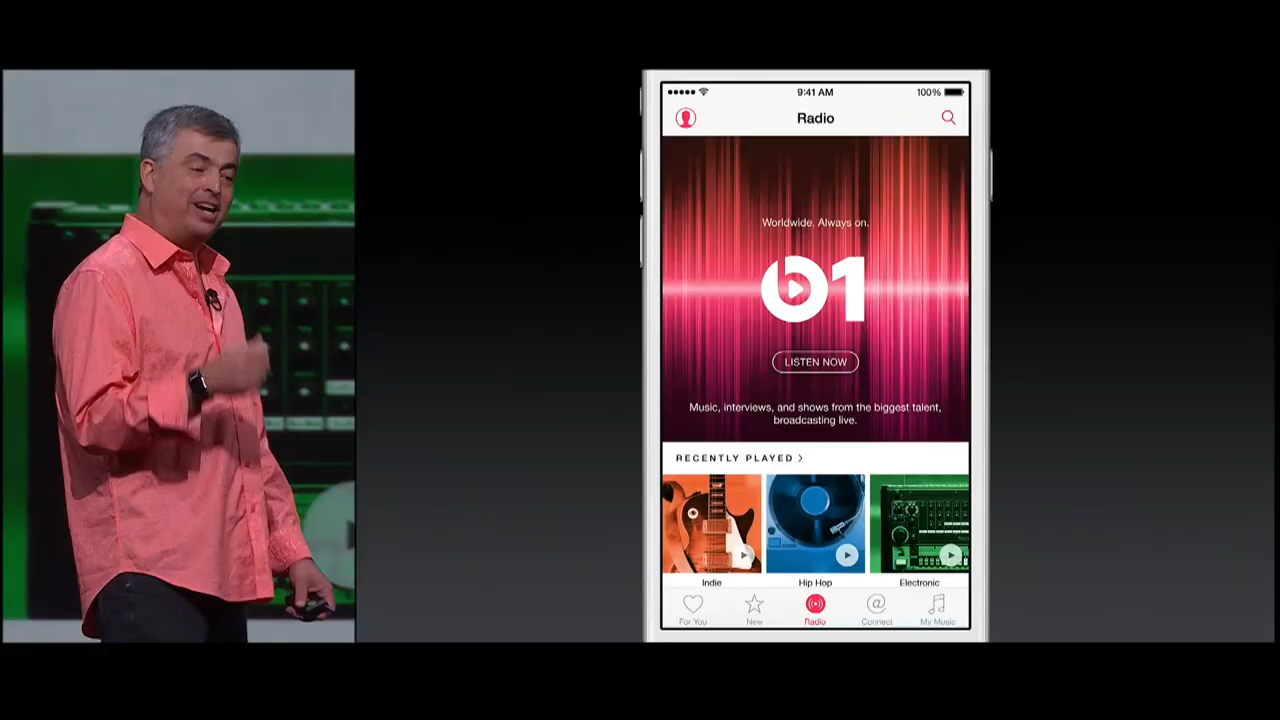 9:41 AM
100%
Radio
Worldwide. Always on.
b1
LISTEN NOW
Music, interviews, and shows from the biggest talent,
broadcasting live.
RECENTLY PLAYED >
Indie
Hip Hop
Electronic
For You
New
Radio
Connect
My Music